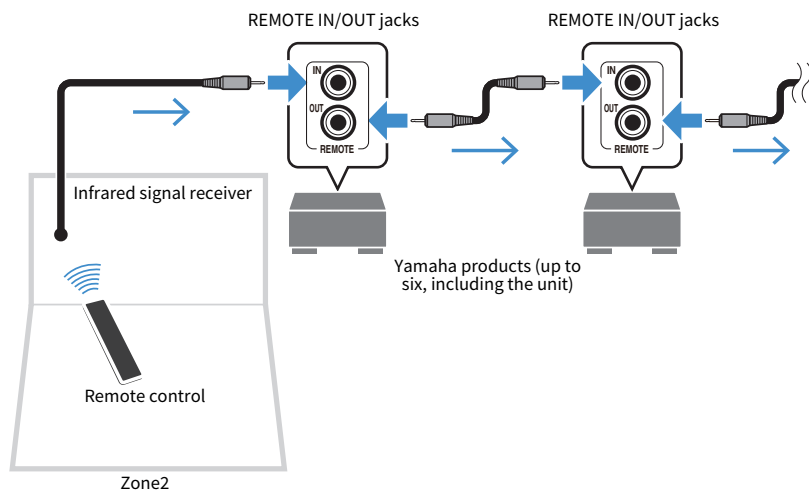 REMOTE IN/OUT jacks
REMOTE IN/OUT jacks
IN
OUT
REMOTE
IN
OUT
REMOTE
Infrared signal receiver
Yamaha products (up to
six, including the unit)
Remote control
Zone2